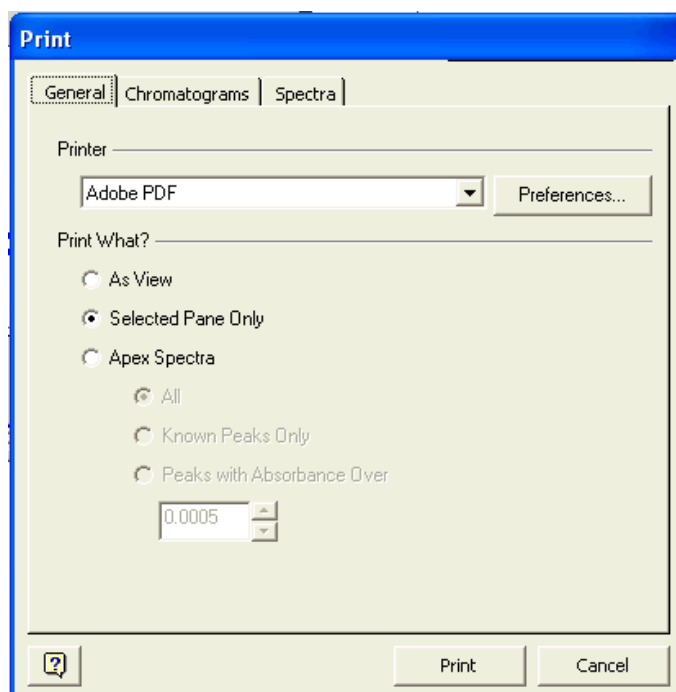 Print
General Chromatograms Spectra
Printer
Adobe PDF Preferences...
Print What?
As View
Selected Pane Only
Apex Spectra
All
Known Peaks Only
Peaks with Absorbance Over
0.0005
?
Print Cancel